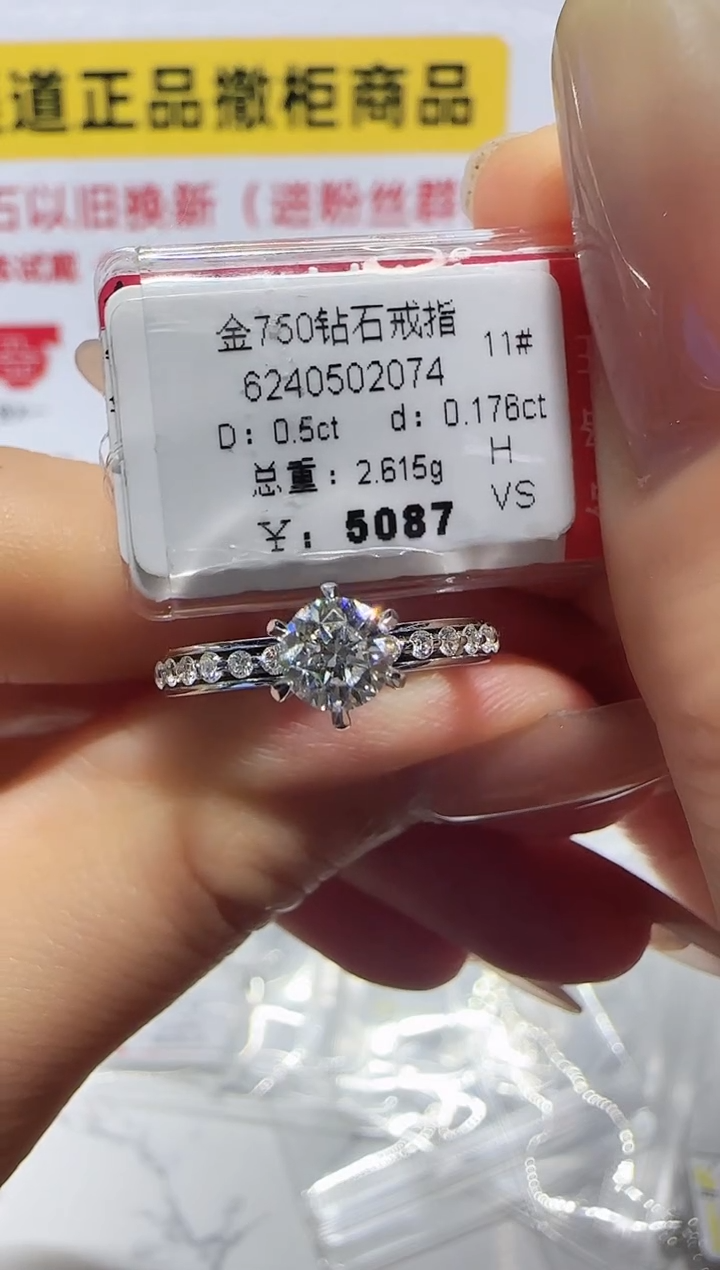 道正品撤柜商品
石以旧换新（进粉丝群
金750钻石戒指
11#
6240502074
D：0.5ct d：0.176ct
H
总重：2.615g
VS
¥：5087